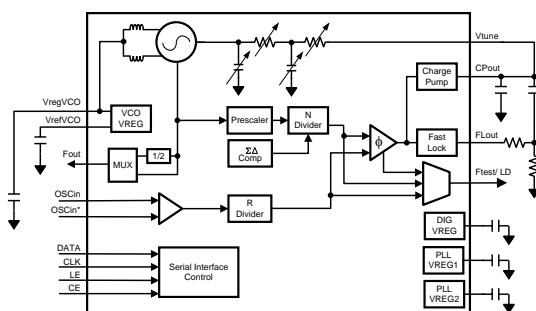 Vtune
CPout
Charge
Pump
VregVCO
VCO
VREG
VrefVCO
Prescaler
N
Divider
ΣΔ
Comp
ϕ
Fast
Lock
FLout
Fout
MUX
1/2
Ftest/ LD
OSCin
OSCin*
R
Divider
DIG
VREG
DATA
CLK
LE
CE
Serial Interface
Control
PLL
VREG1
PLL
VREG2